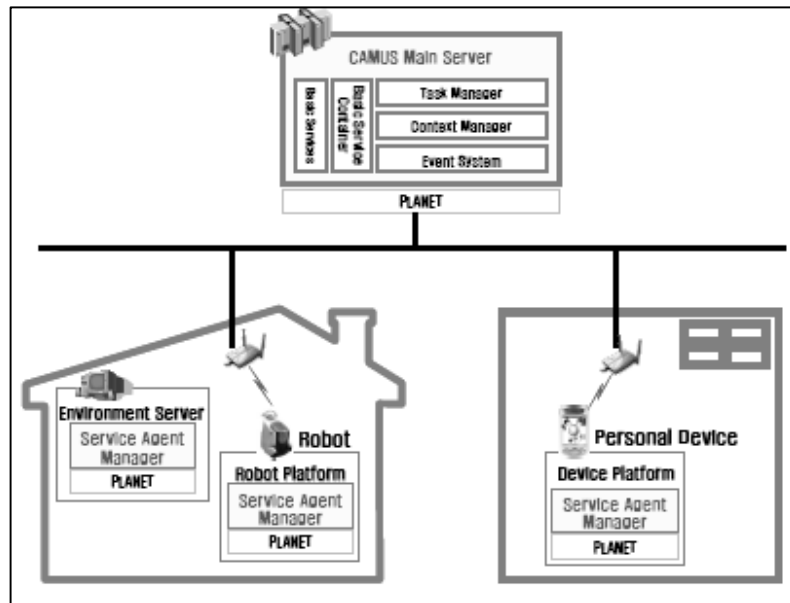 CAMUS Main Server
Basic Services
Basic Service
Container
Task Manager
Context Manager
Event System
PLANET
Environment Server
Service Agent
Manager
PLANET
Robot
Robot Platform
Service Agent
Manager
PLANET
Personal Device
Device Platform
Service Agent
Manager
PLANET